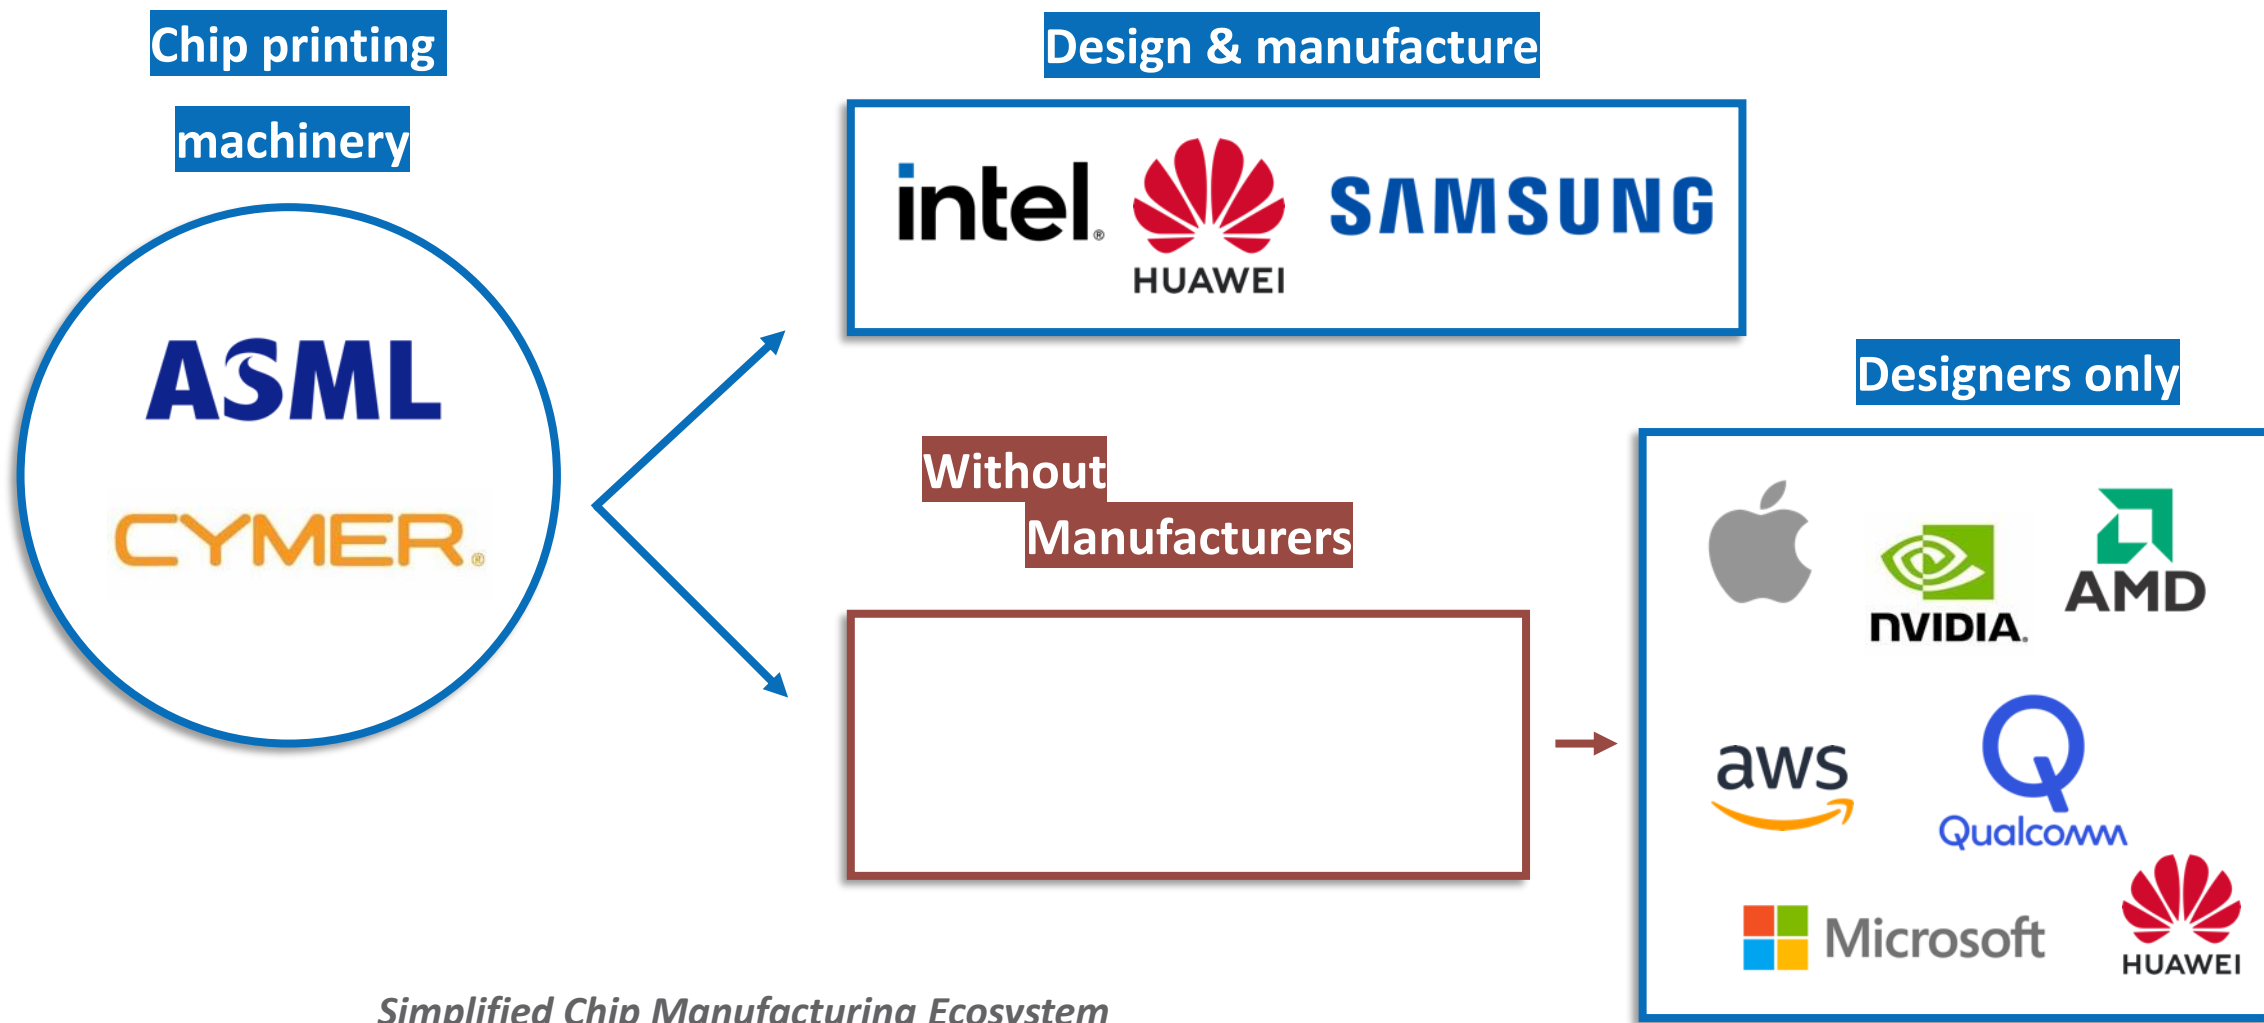 Chip printing
machinery
ASML
CYMER®
Design & manufacture
intel®
HUAWEI
SAMSUNG
Without
Manufacturers
Designers only
NVIDIA.
AMD
aws
Qualcomm
Microsoft
HUAWEI
Simplified Chip Manufacturing Ecosystem